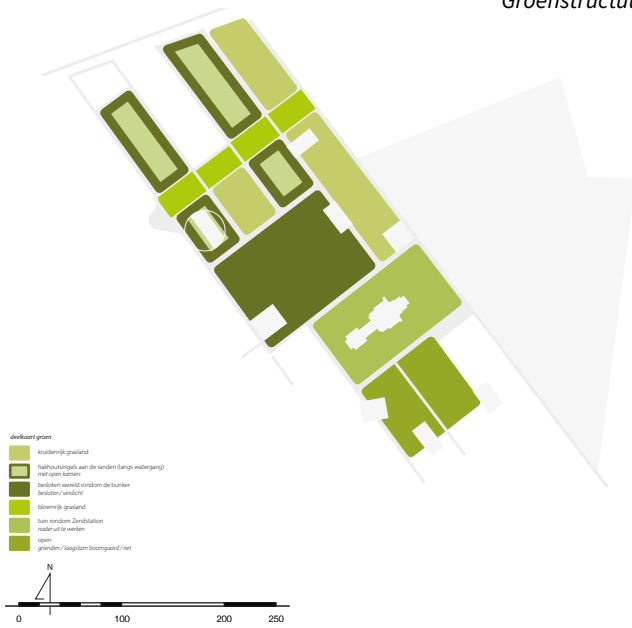 Groenstructuu
deelkaart groen
kruidenrijk grasland
hakhoutsingels aan de randen (langs watergang)
met open kamers
besloten wereld rondom de bunker
besloten / verdicht
bloemrijk grasland
tuin rondom Zendstation
nader uit te werken
open
grienden / laagstam boomgaard / riet
N
0 100 200 250